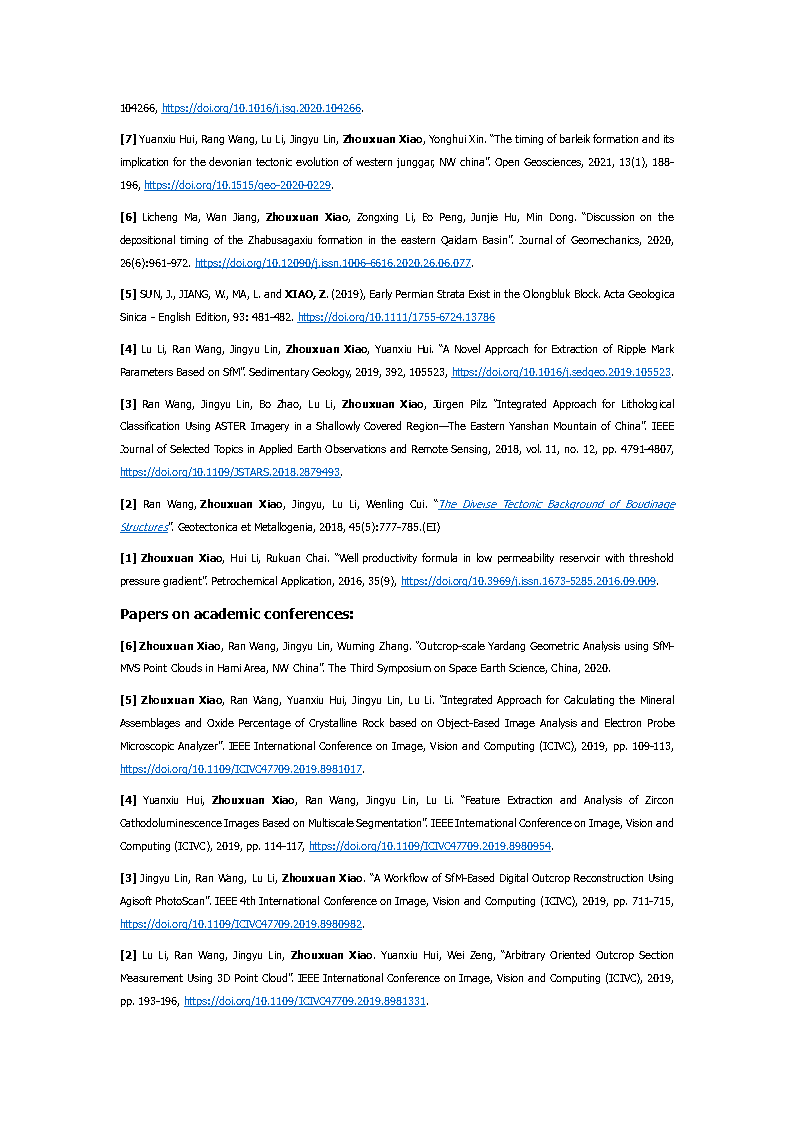 104266, https://doi.org/10.1016/j.jsg.2020.104266.
[7] Yuanxiu Hui, Rang Wang, Lu Li, Jingyu Lin, Zhouxuan Xiao, Yonghui Xin. “The timing of barleik formation and its
implication for the devonian tectonic evolution of western junggar, NW china”. Open Geosciences, 2021, 13(1), 188-
196, https://doi.org/10.1515/geo-2020-0229.
[6] Licheng Ma, Wan Jiang, Zhouxuan Xiao, Zongxing Li, Bo Peng, Junjie Hu, Min Dong. “Discussion on the
depositional timing of the Zhabusagaxiu formation in the eastern Qaidam Basin”. Journal of Geomechanics, 2020,
26(6):961-972. https://doi.org/10.12090/j.issn.1006-6616.2020.26.06.077.
[5] SUN, J., JIANG, W., MA, L. and XIAO, Z. (2019), Early Permian Strata Exist in the Olongbluk Block. Acta Geologica
Sinica - English Edition, 93: 481-482. https://doi.org/10.1111/1755-6724.13786
[4] Lu Li, Ran Wang, Jingyu Lin, Zhouxuan Xiao, Yuanxiu Hui. “A Novel Approach for Extraction of Ripple Mark
Parameters Based on SfM”. Sedimentary Geology, 2019, 392, 105523, https://doi.org/10.1016/j.sedgeo.2019.105523.
[3] Ran Wang, Jingyu Lin, Bo Zhao, Lu Li, Zhouxuan Xiao, Jürgen Pilz. “Integrated Approach for Lithological
Classification Using ASTER Imagery in a Shallowly Covered Region—The Eastern Yanshan Mountain of China”. IEEE
Journal of Selected Topics in Applied Earth Observations and Remote Sensing, 2018, vol. 11, no. 12, pp. 4791-4807,
https://doi.org/10.1109/JSTARS.2018.2879493.
[2] Ran Wang, Zhouxuan Xiao, Jingyu, Lu Li, Wenling Cui. “The Diverse Tectonic Background of Boudinage
Structures”. Geotectonica et Metallogenia, 2018, 45(5):777-785.(EI)
[1] Zhouxuan Xiao, Hui Li, Rukuan Chai. “Well productivity formula in low permeability reservoir with threshold
pressure gradient”. Petrochemical Application, 2016, 35(9), https://doi.org/10.3969/j.issn.1673-5285.2016.09.009.
Papers on academic conferences:
[6] Zhouxuan Xiao, Ran Wang, Jingyu Lin, Wuming Zhang. “Outcrop-scale Yardang Geometric Analysis using SfM-
MVS Point Clouds in Hami Area, NW China”. The Third Symposium on Space Earth Science, China, 2020.
[5] Zhouxuan Xiao, Ran Wang, Yuanxiu Hui, Jingyu Lin, Lu Li. “Integrated Approach for Calculating the Mineral
Assemblages and Oxide Percentage of Crystalline Rock based on Object-Based Image Analysis and Electron Probe
Microscopic Analyzer”. IEEE International Conference on Image, Vision and Computing (ICIVC), 2019, pp. 109-113,
https://doi.org/10.1109/ICIVC47709.2019.8981017.
[4] Yuanxiu Hui, Zhouxuan Xiao, Ran Wang, Jingyu Lin, Lu Li. “Feature Extraction and Analysis of Zircon
Cathodoluminescence Images Based on Multiscale Segmentation”. IEEE International Conference on Image, Vision and
Computing (ICIVC), 2019, pp. 114-117, https://doi.org/10.1109/ICIVC47709.2019.8980954.
[3] Jingyu Lin, Ran Wang, Lu Li, Zhouxuan Xiao. “A Workflow of SfM-Based Digital Outcrop Reconstruction Using
Agisoft PhotoScan”. IEEE 4th International Conference on Image, Vision and Computing (ICIVC), 2019, pp. 711-715,
https://doi.org/10.1109/ICIVC47709.2019.8980982.
[2] Lu Li, Ran Wang, Jingyu Lin, Zhouxuan Xiao. Yuanxiu Hui, Wei Zeng, “Arbitrary Oriented Outcrop Section
Measurement Using 3D Point Cloud”. IEEE International Conference on Image, Vision and Computing (ICIVC), 2019,
pp. 193-196, https://doi.org/10.1109/ICIVC47709.2019.8981331.